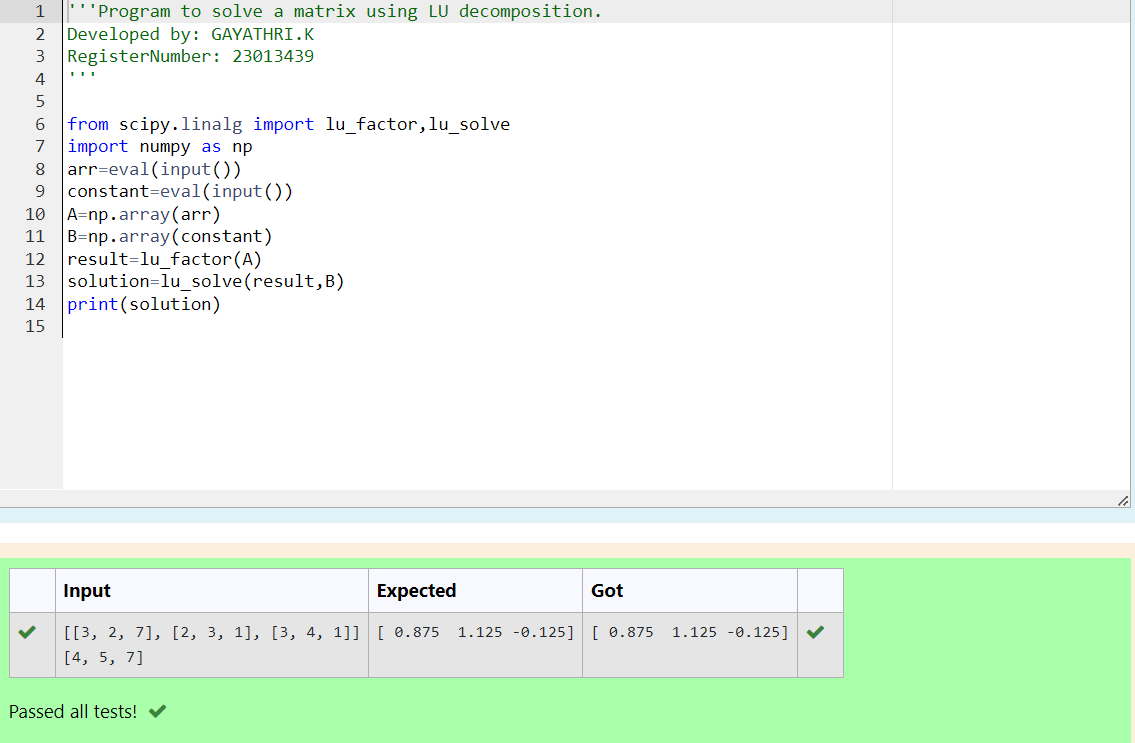 1 '''Program to solve a matrix using LU decomposition.
2 Developed by: GAYATHRI.K
3 RegisterNumber: 23013439
4 '''
5
6 from scipy.linalg import lu_factor,lu_solve
7 import numpy as np
8 arr=eval(input())
9 constant=eval(input())
10 A=np.array(arr)
11 B=np.array(constant)
12 result=lu_factor(A)
13 solution=lu_solve(result,B)
14 print(solution)
15
Input Expected Got
[[3, 2, 7], [2, 3, 1], [3, 4, 1]] [ 0.875  1.125 -0.125] [ 0.875  1.125 -0.125]
[4, 5, 7]
Passed all tests!